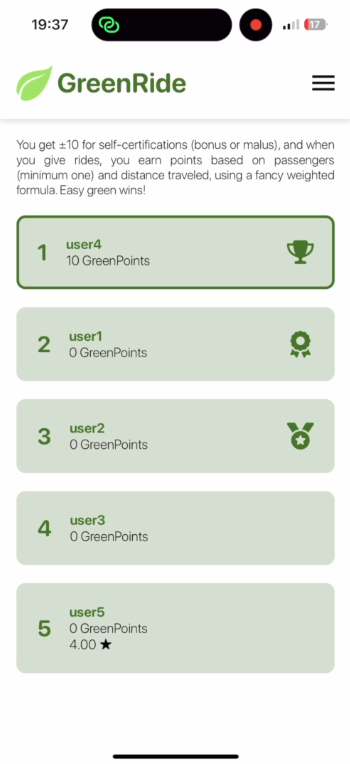 19:37
17
GreenRide
You get ±10 for self-certifications (bonus or malus), and when
you give rides, you earn points based on passengers
(minimum one) and distance traveled, using a fancy weighted
formula. Easy green wins!
1
user4
10 GreenPoints
2
user1
0 GreenPoints
3
user2
0 GreenPoints
4
user3
0 GreenPoints
5
user5
0 GreenPoints
4.00 ★